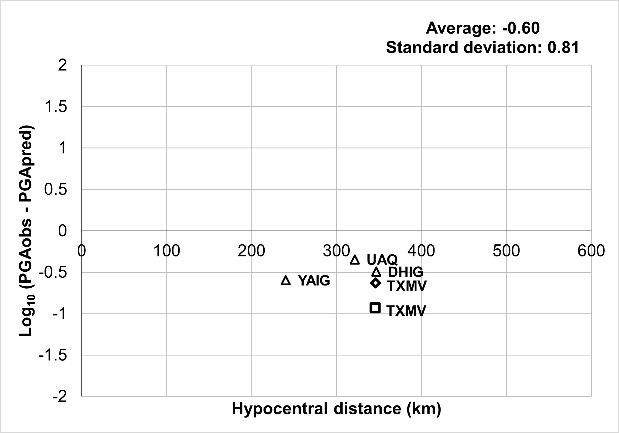 Average: -0.60
Standard deviation: 0.81
2
1.5
1
0.5
0
0 100 200 300 400 500 600
UAQ
DHIG
-0.5
YAIG
TXMV
-1
TXMV
-1.5
-2
Log10 (PGAobs - PGApred)
Hypocentral distance (km)